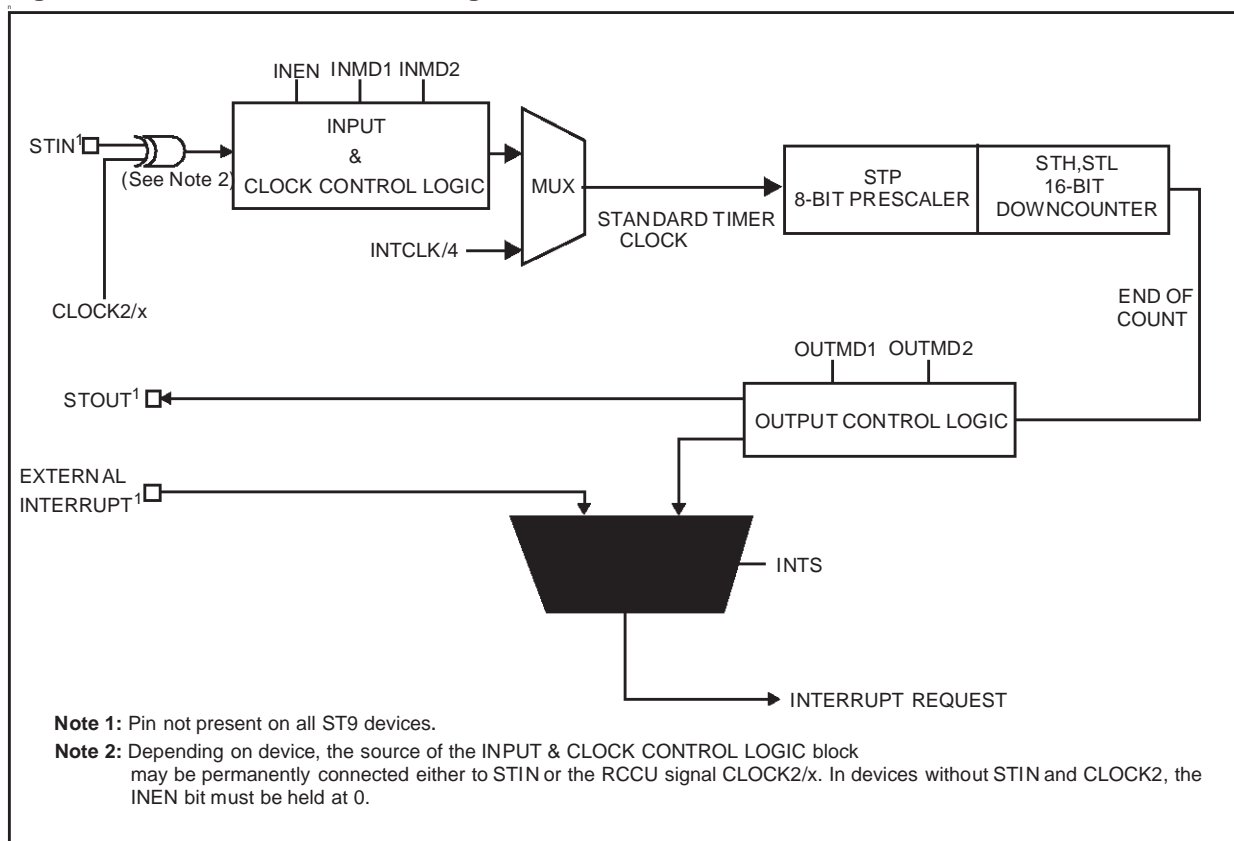 INEN INMD1 INMD2
INPUT
&
CLOCK CONTROL LOGIC
STIN1
(See Note 2)
MUX
INTCLK/4
CLOCK2/x
STANDARD TIMER
CLOCK
STP
8-BIT PRESCALER
STH,STL
16-BIT
DOWNCOUNTER
END OF
COUNT
OUTMD1 OUTMD2
OUTPUT CONTROL LOGIC
STOUT1
EXTERNAL
INTERRUPT1
INTS
INTERRUPT REQUEST
Note 1: Pin not present on all ST9 devices.
Note 2: Depending on device, the source of the INPUT & CLOCK CONTROL LOGIC block
may be permanently connected either to STIN or the RCCU signal CLOCK2/x. In devices without STIN and CLOCK2, the
INEN bit must be held at 0.